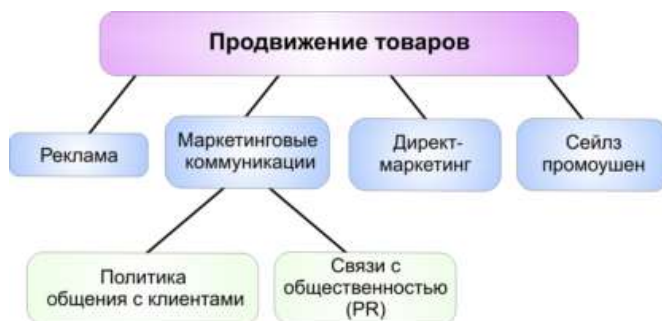 Продвижение товаров
Реклама
Маркетинговые
коммуникации
Директ-
маркетинг
Сейлз
промоушен
Политика
общения с клиентами
Связи с
общественностью
(PR)